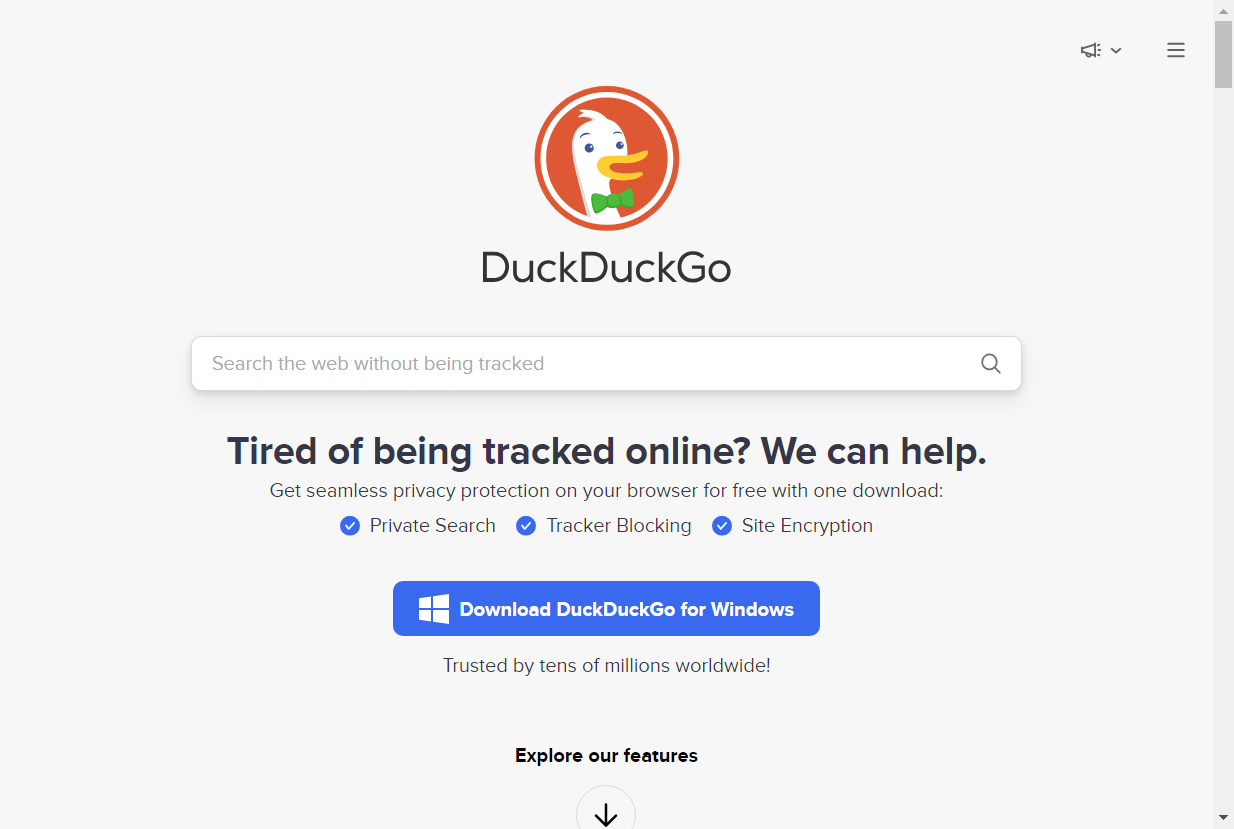 DuckDuckGo
Search the web without being tracked
Tired of being tracked online? We can help.
Get seamless privacy protection on your browser for free with one download:
Private Search Tracker Blocking Site Encryption
Download DuckDuckGo for Windows
Trusted by tens of millions worldwide!
Explore our features